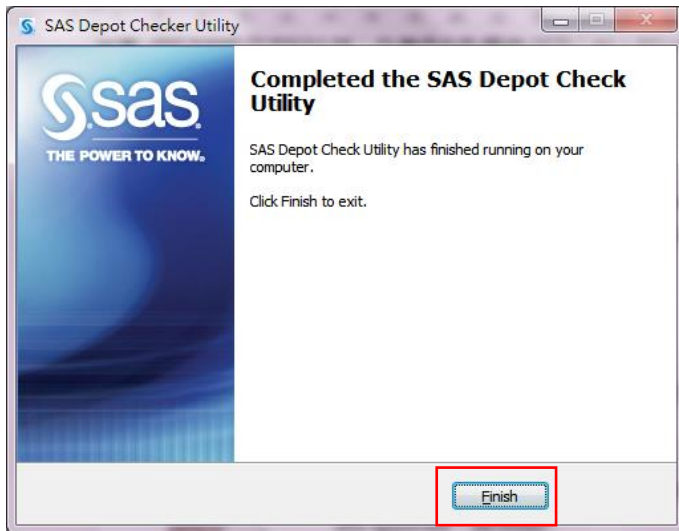 SAS Depot Checker Utility
sas
THE POWER TO KNOW.
Completed the SAS Depot Check
Utility
SAS Depot Check Utility has finished running on your
computer.
Click Finish to exit.
Finish